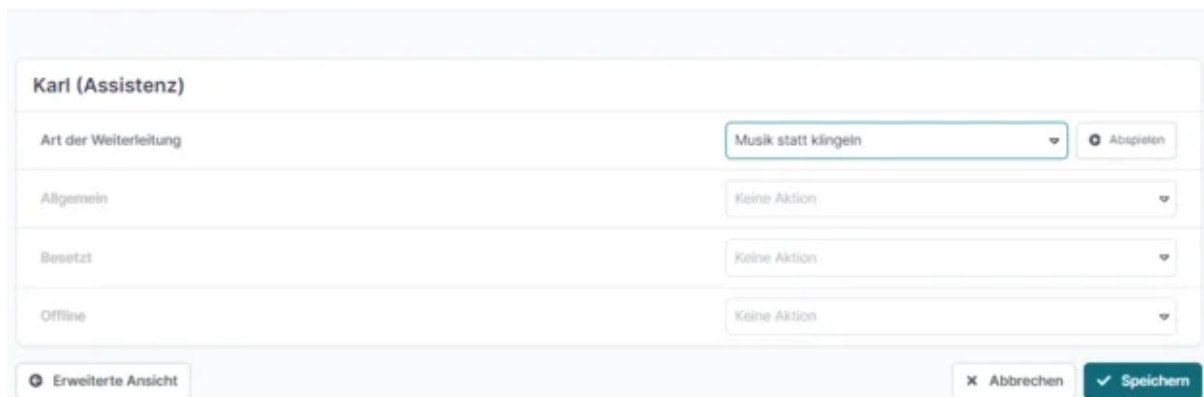 Karl (Assistenz)
Art der Weiterleitung Musik statt klingeln Abspielen
Allgemein Keine Aktion
Besetzt Keine Aktion
Offline Keine Aktion
Erweiterte Ansicht Abbrechen Speichern